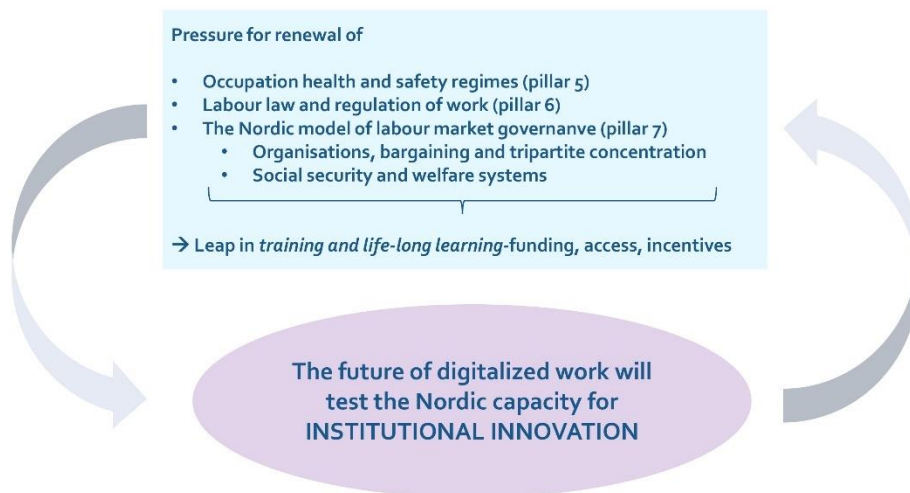 Pressure for renewal of
• Occupation health and safety regimes (pillar 5)
• Labour law and regulation of work (pillar 6)
• The Nordic model of labour market governanve (pillar 7)
• Organisations, bargaining and tripartite concentration
• Social security and welfare systems
→ Leap in training and life-long learning-funding, access, incentives
The future of digitalized work will
test the Nordic capacity for
INSTITUTIONAL INNOVATION